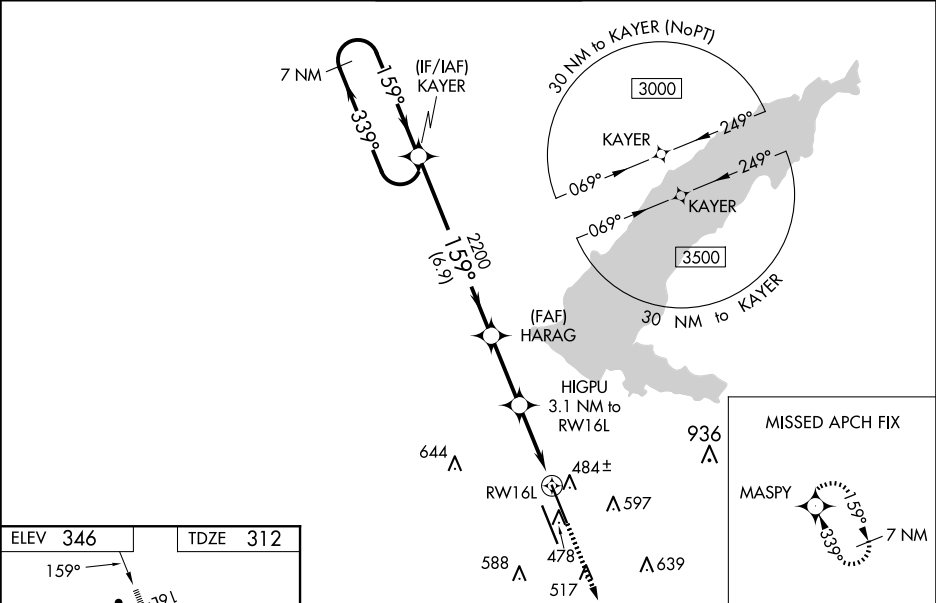 30 NM to KAYER (NoPT)
7 NM
159°
339°
(IF/IAF)
KAYER
3000
KAYER
249°
069°
249°
069°
KAYER
3500
30 NM to KAYER
2200
159°
(6.9)
(FAF)
HARAG
HIGPU
3.1 NM to
RW16L
936
644
484±
RW16L
597
478
588
517
639
MISSED APCH FIX
MASPY
159°
339°
7 NM
ELEV 346
TDZE 312
159°